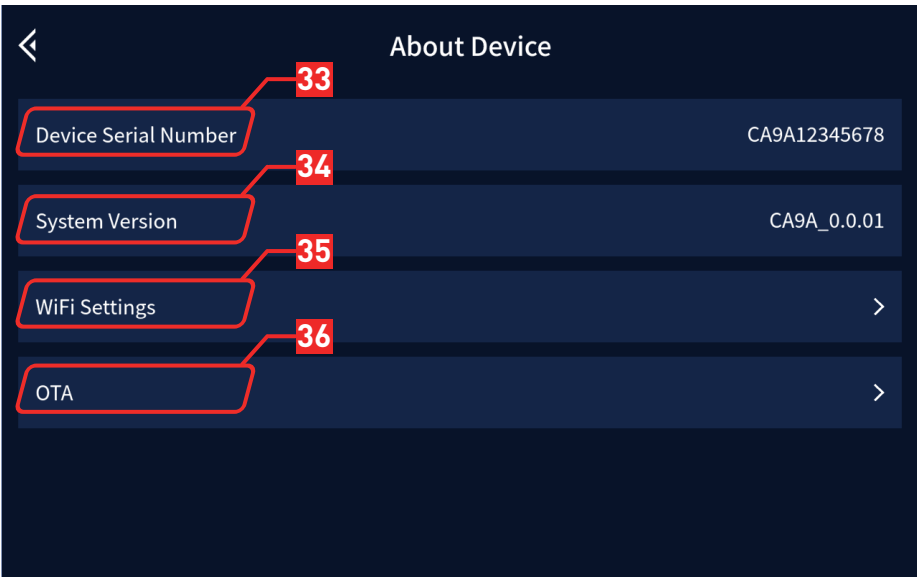 About Device
33
Device Serial Number CA9A12345678
34
System Version CA9A_0.0.01
35
WiFi Settings
36
OTA